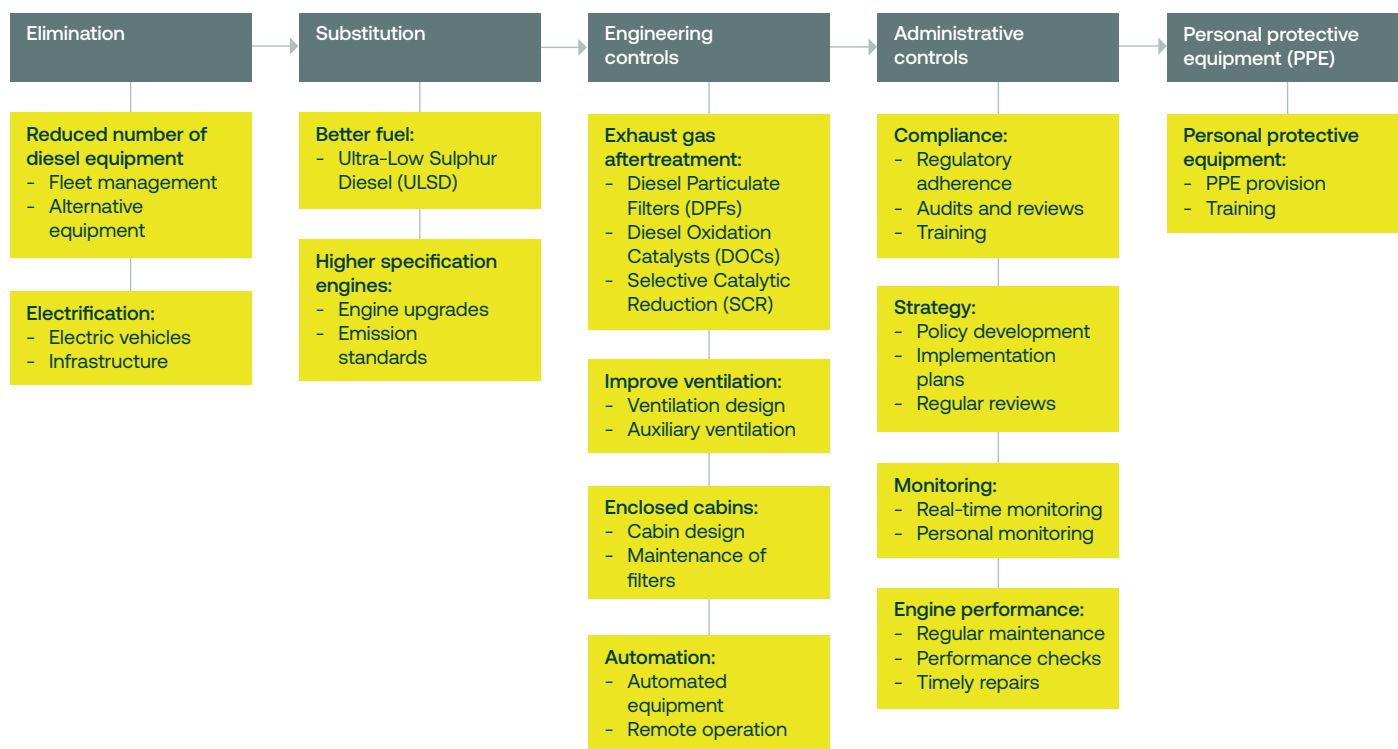 Elimination
Reduced number of
diesel equipment
- Fleet management
- Alternative
equipment
Electrification:
- Electric vehicles
- Infrastructure
Substitution
Better fuel:
- Ultra-Low Sulphur
Diesel (ULSD)
Higher specification
engines:
- Engine upgrades
- Emission
standards
Engineering
controls
Exhaust gas
aftertreatment:
- Diesel Particulate
Filters (DPFs)
- Diesel Oxidation
Catalysts (DOCs)
- Selective Catalytic
Reduction (SCR)
Improve ventilation:
- Ventilation design
- Auxiliary ventilation
Enclosed cabins:
- Cabin design
- Maintenance of
filters
Automation:
- Automated
equipment
- Remote operation
Administrative
controls
Compliance:
- Regulatory
adherence
- Audits and reviews
- Training
Strategy:
- Policy development
- Implementation
plans
- Regular reviews
Monitoring:
- Real-time monitoring
- Personal monitoring
Engine performance:
- Regular maintenance
- Performance checks
- Timely repairs
Personal protective
equipment (PPE)
Personal protective
equipment:
- PPE provision
- Training